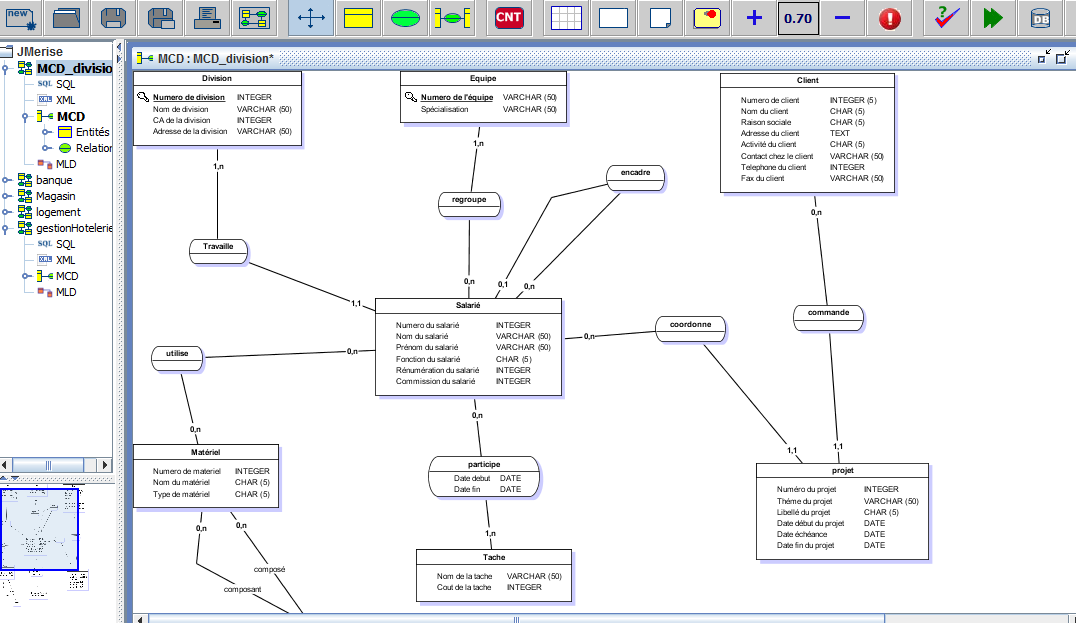 new
CNT
0.70
DB
JMerise
MCD_divisio
SQL
XML
MCD
Entités
Relatior
MLD
banque
Magasin
logement
gestionHotelerie
SQL
XML
MCD
MLD
MCD : MCD_division*
Division
Numero de division INTEGER
Nom de division VARCHAR (50)
CA de la division INTEGER
Adresse de la division VARCHAR (50)
1,n
Travaille
1,1
Equipe
Numero de l'équipe VARCHAR (50)
Spécialisation VARCHAR (50)
1,n
regroupe
0,n
encadre
0,1
0,n
Client
Numero de client INTEGER (5)
Nom du client CHAR (5)
Raison sociale CHAR (5)
Adresse du client TEXT
Activité du client CHAR (5)
Contact chez le client VARCHAR (50)
Telephone du client INTEGER
Fax du client VARCHAR (50)
0,n
commande
1,1
Salarié
Numero du salarié INTEGER
Nom du salarié VARCHAR (50)
Prénom du salarié VARCHAR (50)
Fonction du salarié CHAR (5)
Rénumération du salarié INTEGER
Commission du salarié INTEGER
0,n
coordonne
1,1
utilise
0,n
0,n
Matériel
Numero de materiel INTEGER
Nom du matériel CHAR (5)
Type de matériel CHAR (5)
0,n
0,n
composé
composant
0,n
participe
Date debut DATE
Date fin DATE
1,n
Tache
Nom de la tache VARCHAR (50)
Cout de la tache INTEGER
projet
Numéro du projet INTEGER
Théme du projet VARCHAR (50)
Libellé du projet CHAR (5)
Date début du projet DATE
Date échéance DATE
Date fin du projet DATE